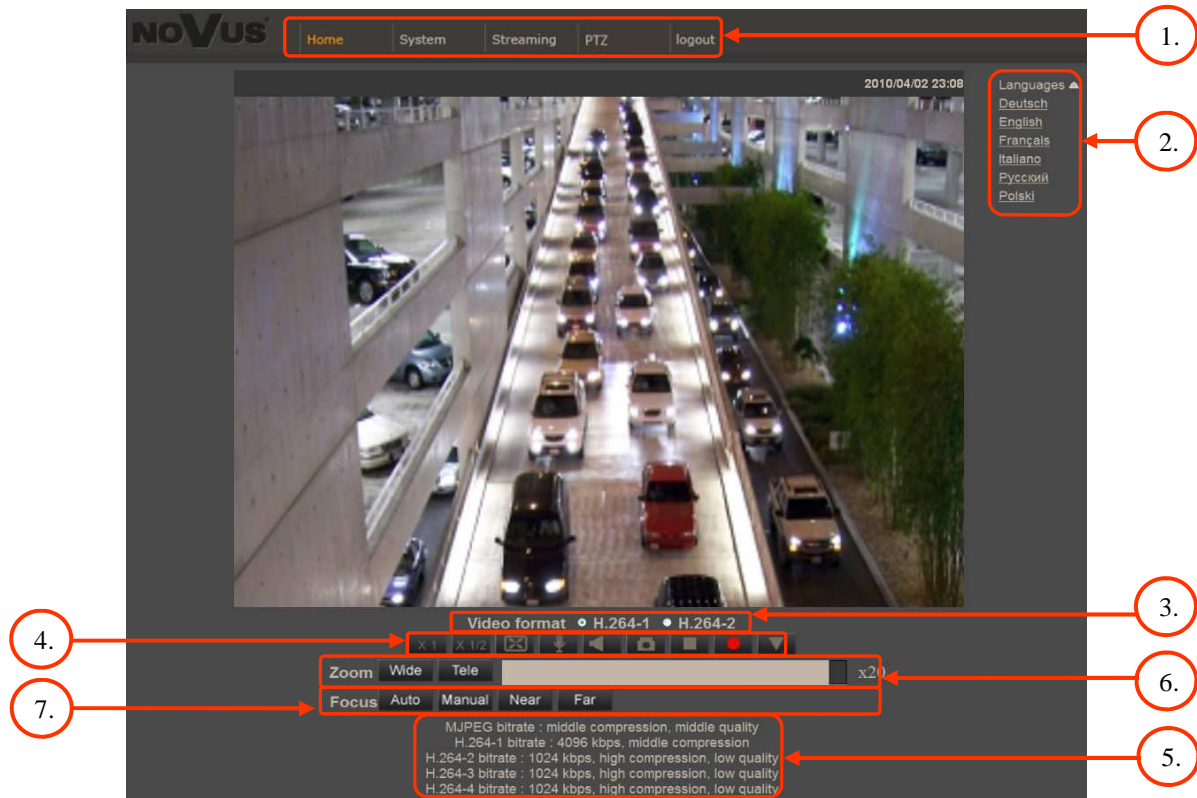 NOVUS
Home System Streaming PTZ logout
1.
2010/04/02 23:08
Languages
Deutsch
English
Français
Italiano
Русский
Polski
2.
3.
Video format H.264-1 H.264-2
4.
X 1 X 1/2
Zoom Wide Tele x20
6.
7.
Focus Auto Manual Near Far
MJPEG bitrate : middle compression, middle quality
H.264-1 bitrate : 4096 kbps, middle compression
H.264-2 bitrate : 1024 kbps, high compression, low quality
H.264-3 bitrate : 1024 kbps, high compression, low quality
H.264-4 bitrate : 1024 kbps, high compression, low quality
5.